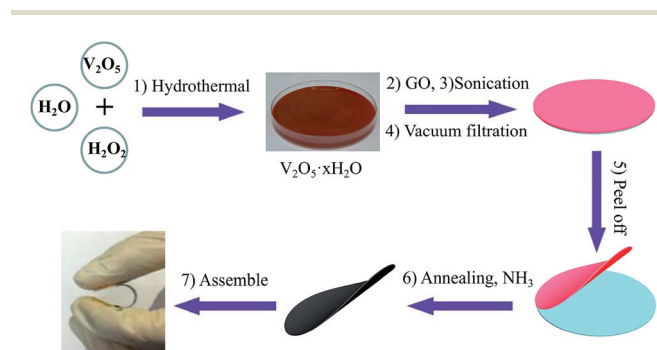 V₂O₅
H₂O
+
H₂O₂
1) Hydrothermal
V₂O₅·xH₂O
2) GO, 3)Sonication
4) Vacuum filtration
5) Peel off
6) Annealing, NH₃
7) Assemble